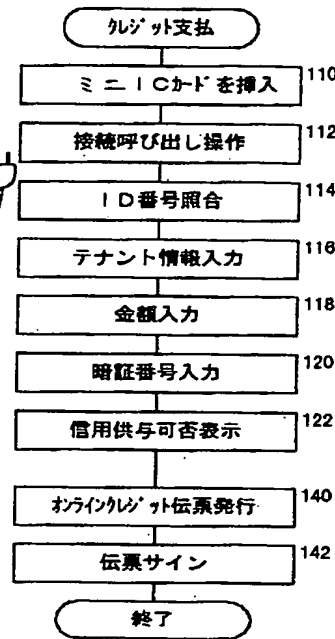 クレジット支払
ミニICカードを挿入
110
接続呼び出し操作
112
ID番号照合
114
テナント情報入力
116
金額入力
118
暗証番号入力
120
信用供与可否表示
122
オンラインクレジット伝票発行
140
伝票サイン
142
終了